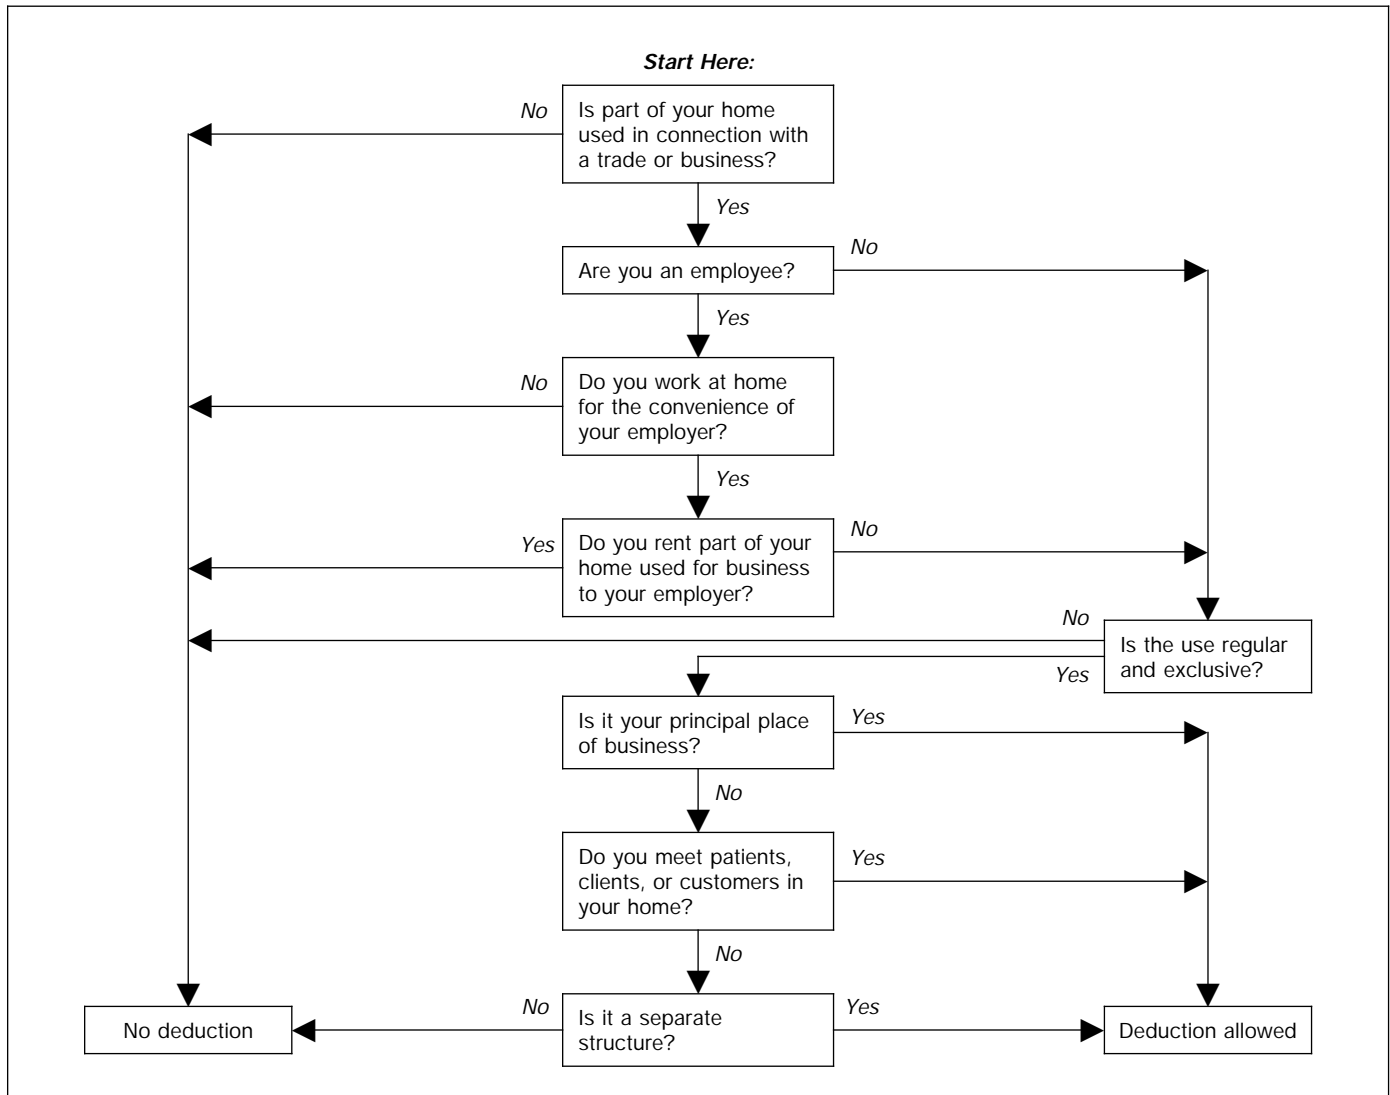 Start Here:
No
Is part of your home
used in connection with
a trade or business?
Yes
No
Are you an employee?
Yes
No
Do you work at home
for the convenience of
your employer?
Yes
Yes
Do you rent part of your
home used for business
to your employer?
No
No
Is the use regular
and exclusive?
Yes
Is it your principal place
of business?
Yes
No
Do you meet patients,
clients, or customers in
your home?
Yes
No
No
Is it a separate
structure?
Yes
No deduction
Deduction allowed